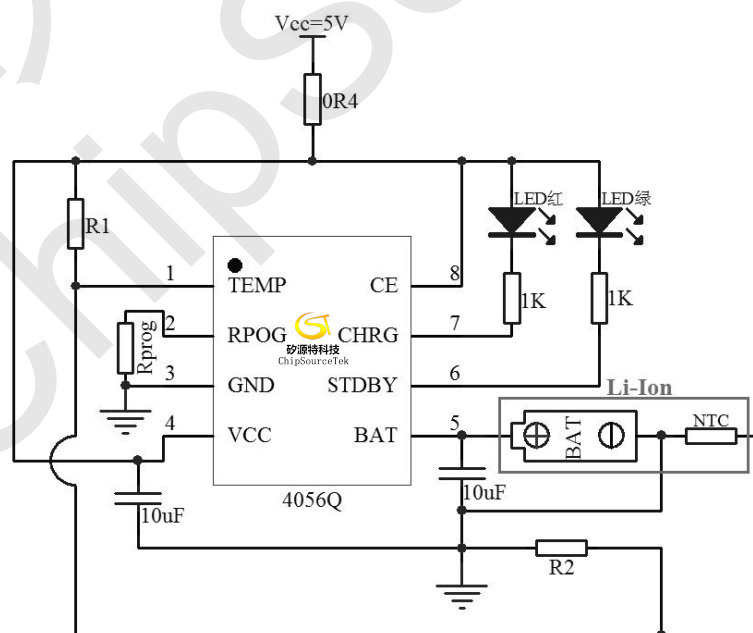 Vcc=5V
0R4
R1
LED红
LED绿
1K
1K
1
2
3
4
TEMP
RPOG
GND
VCC
CE
CHRG
STDBY
BAT
8
7
6
5
Rprog
矽源特科技
ChipSourceTek
4056Q
10uF
10uF
Li-Ion
BAT
NTC
R2
ChipSo